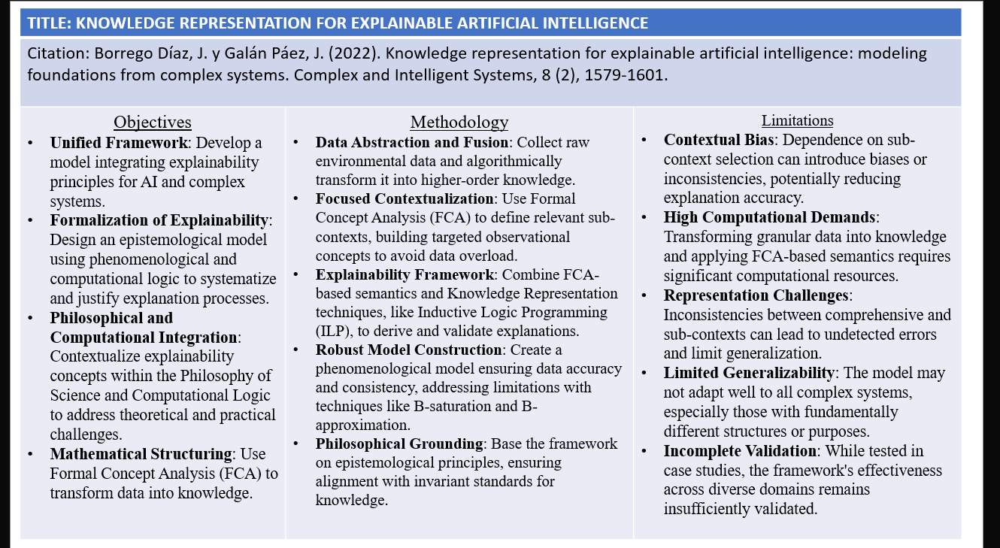 TITLE: KNOWLEDGE REPRESENTATION FOR EXPLAINABLE ARTIFICIAL INTELLIGENCE
Citation: Borrego Díaz, J. y Galán Páez, J. (2022). Knowledge representation for explainable artificial intelligence: modeling
foundations from complex systems. Complex and Intelligent Systems, 8 (2), 1579-1601.
Objectives
• Unified Framework: Develop a
model integrating explainability
principles for AI and complex
systems.
• Formalization of Explainability:
Design an epistemological model
using phenomenological and
computational logic to systematize
and justify explanation processes.
• Philosophical and
Computational Integration:
Contextualize explainability
concepts within the Philosophy of
Science and Computational Logic
to address theoretical and practical
challenges.
• Mathematical Structuring: Use
Formal Concept Analysis (FCA) to
transform data into knowledge.
Methodology
• Data Abstraction and Fusion: Collect raw
environmental data and algorithmically
transform it into higher-order knowledge.
• Focused Contextualization: Use Formal
Concept Analysis (FCA) to define relevant sub-
contexts, building targeted observational
concepts to avoid data overload.
• Explainability Framework: Combine FCA-
based semantics and Knowledge Representation
techniques, like Inductive Logic Programming
(ILP), to derive and validate explanations.
• Robust Model Construction: Create a
phenomenological model ensuring data accuracy
and consistency, addressing limitations with
techniques like B-saturation and B-
approximation.
• Philosophical Grounding: Base the framework
on epistemological principles, ensuring
alignment with invariant standards for
knowledge.
Limitations
• Contextual Bias: Dependence on sub-
context selection can introduce biases or
inconsistencies, potentially reducing
explanation accuracy.
• High Computational Demands:
Transforming granular data into knowledge
and applying FCA-based semantics requires
significant computational resources.
• Representation Challenges:
Inconsistencies between comprehensive and
sub-contexts can lead to undetected errors
and limit generalization.
• Limited Generalizability: The model may
not adapt well to all complex systems,
especially those with fundamentally
different structures or purposes.
• Incomplete Validation: While tested in
case studies, the framework's effectiveness
across diverse domains remains
insufficiently validated.